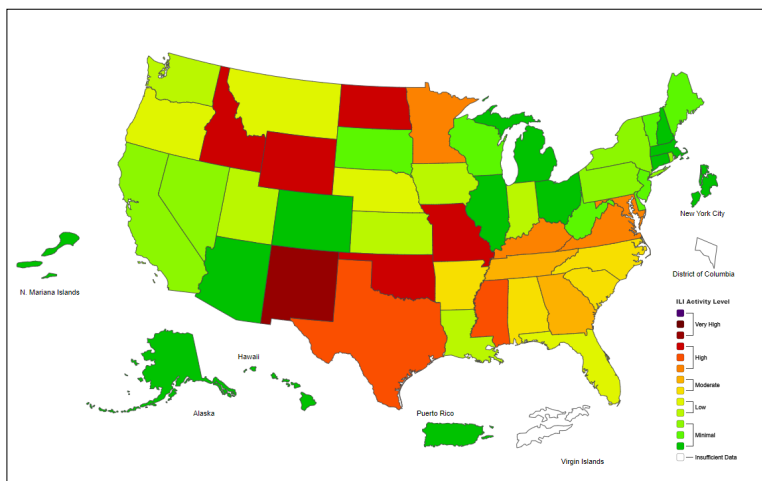 New York City
District of Columbia
N. Mariana Islands
ILI Activity Level
Very High
High
Moderate
Low
Minimal
Insufficient Data
Hawaii
Alaska
Puerto Rico
Virgin Islands